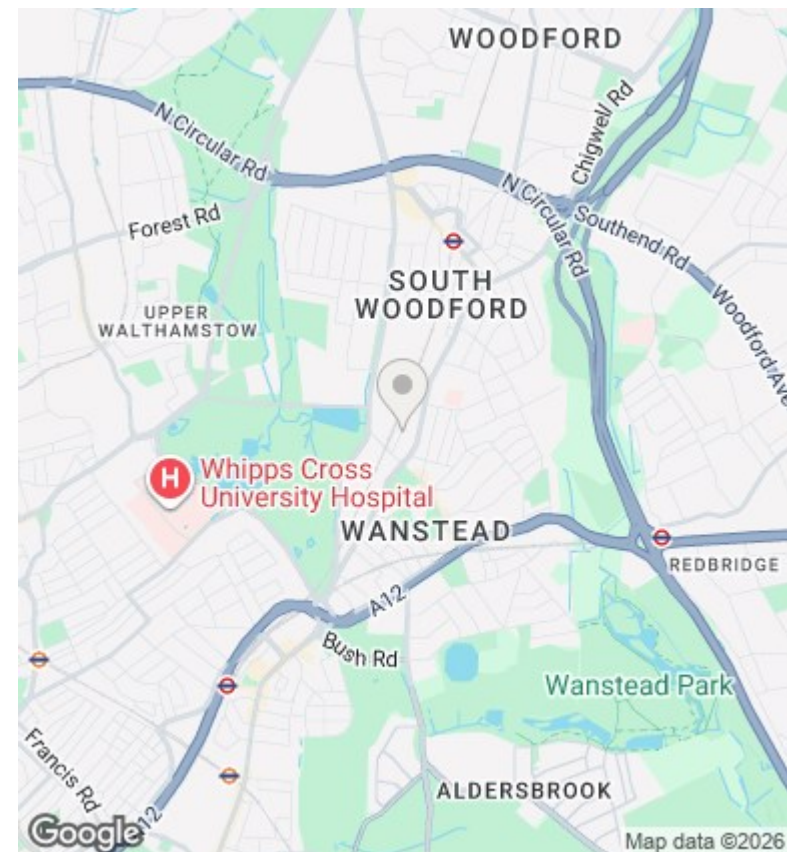 WOODFORD
N Circular Rd
Chigwell Rd
N Circular Rd
Forest Rd
Southend Rd
SOUTH
WOODFORD
UPPER
WALTHAMSTOW
Woodford Ave
H
Whipps Cross
University Hospital
WANSTEAD
REDBRIDGE
A12
Bush Rd
Wanstead Park
Francis Rd
A12
ALDERSBROOK
Google
Map data ©2026